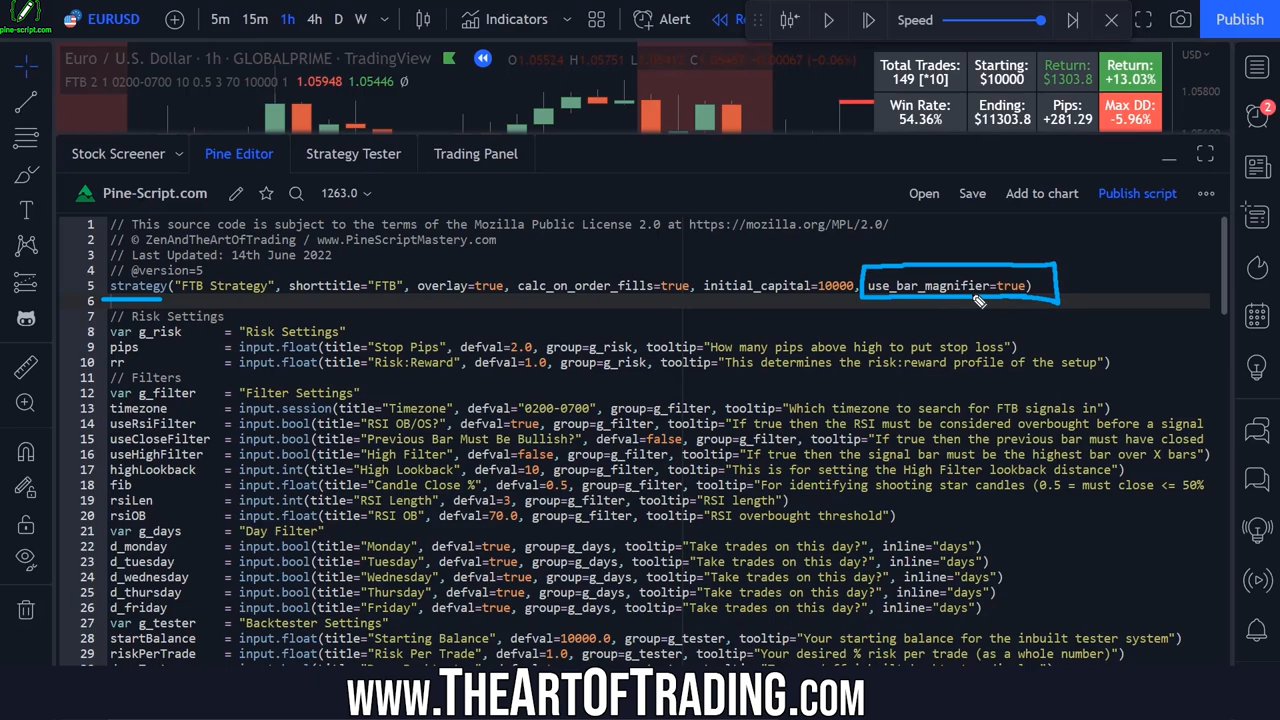 pine-script.com
EURUSD 5m 15m 1h 4h D W Indicators Alert Re Speed Publish
Euro / U.S. Dollar · 1h · GLOBALPRIME · TradingView O1.05524 H1.05751 USD
FTB 2 1 0200-0700 10 0.5 3 70 10000 1 1.05948 1.05446 Ø
Total Trades: Starting: Return: Return:
149 [*10] $10000 $1303.8 +13.03%
Win Rate: Ending: Pips: Max DD:
54.36% $11303.8 +281.29 -5.96%
1.05800
2
Stock Screener Pine Editor Strategy Tester Trading Panel
Pine-Script.com 1263.0 Open Save Add to chart Publish script
1 // This source code is subject to the terms of the Mozilla Public License 2.0 at https://mozilla.org/MPL/2.0/
2 // © ZenAndTheArtOfTrading / www.PineScriptMastery.com
3 // Last Updated: 14th June 2022
4 // @version=5
5 strategy("FTB Strategy", shorttitle="FTB", overlay=true, calc_on_order_fills=true, initial_capital=10000, use_bar_magnifier=true)
6
7 // Risk Settings
8 var g_risk = "Risk Settings"
9 pips = input.float(title="Stop Pips", defval=2.0, group=g_risk, tooltip="How many pips above high to put stop loss")
10 rr = input.float(title="Risk:Reward", defval=1.0, group=g_risk, tooltip="This determines the risk:reward profile of the setup")
11 // Filters
12 var g_filter = "Filter Settings"
13 timezone = input.session(title="Timezone", defval="0200-0700", group=g_filter, tooltip="Which timezone to search for FTB signals in")
14 useRsiFilter = input.bool(title="RSI OB/OS?", defval=true, group=g_filter, tooltip="If true then the RSI must be considered overbought before a signal
15 useCloseFilter = input.bool(title="Previous Bar Must Be Bullish?", defval=false, group=g_filter, tooltip="If true then the previous bar must have closed
16 useHighFilter = input.bool(title="High Filter", defval=false, group=g_filter, tooltip="If true then the signal bar must be the highest bar over X bars")
17 highLookback = input.int(title="High Lookback", defval=10, group=g_filter, tooltip="This is for setting the High Filter lookback distance")
18 fib = input.float(title="Candle Close %", defval=0.5, group=g_filter, tooltip="For identifying shooting star candles (0.5 = must close <= 50%
19 rsiLen = input.int(title="RSI Length", defval=3, group=g_filter, tooltip="RSI length")
20 rsiOB = input.float(title="RSI OB", defval=70.0, group=g_filter, tooltip="RSI overbought threshold")
21 var g_days = "Day Filter"
22 d_monday = input.bool(title="Monday", defval=true, group=g_days, tooltip="Take trades on this day?", inline="days")
23 d_tuesday = input.bool(title="Tuesday", defval=true, group=g_days, tooltip="Take trades on this day?", inline="days")
24 d_wednesday = input.bool(title="Wednesday", defval=true, group=g_days, tooltip="Take trades on this day?", inline="days")
25 d_thursday = input.bool(title="Thursday", defval=true, group=g_days, tooltip="Take trades on this day?", inline="days")
26 d_friday = input.bool(title="Friday", defval=true, group=g_days, tooltip="Take trades on this day?", inline="days")
27 var g_tester = "Backtester Settings"
28 startBalance = input.float(title="Starting Balance", defval=10000.0, group=g_tester, tooltip="Your starting balance for the inbuilt tester system")
29 riskPerTrade = input.float(title="Risk Per Trade", defval=1.0, group=g_tester, tooltip="Your desired % risk per trade (as a whole number)")
www.TheArtOfTrading.com